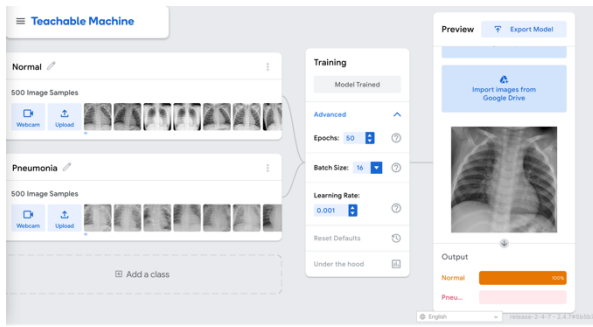 Teachable Machine
Normal
500 Image Samples
Webcam
Upload
Pneumonia
500 Image Samples
Webcam
Upload
Add a class
Training
Model Trained
Advanced
Epochs: 50
Batch Size: 16
Learning Rate:
0.001
Reset Defaults
Under the hood
Preview
Export Model
Import images from
Google Drive
Output
Normal
100%
Pneu...
English